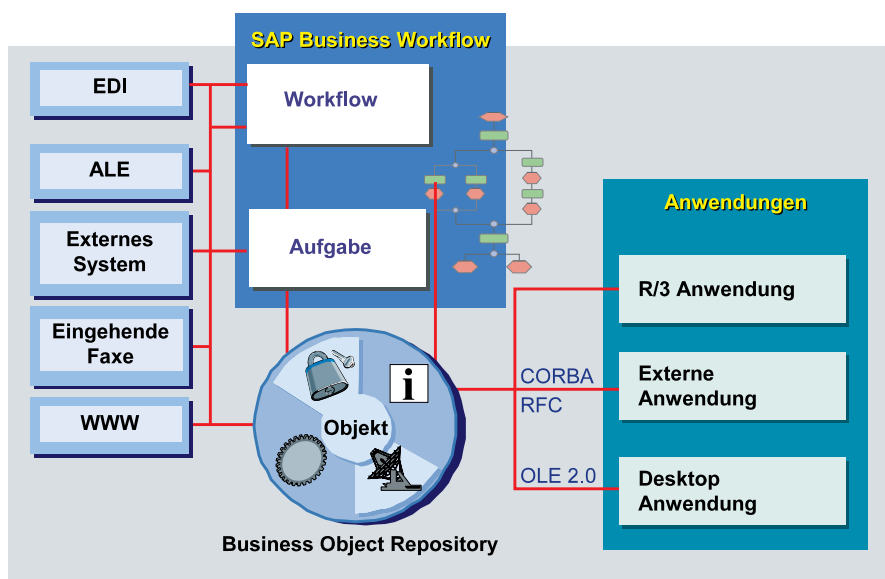 SAP Business Workflow
EDI
ALE
Externes
System
Eingehende
Faxe
WWW
Workflow
Aufgabe
i
Objekt
Business Object Repository
CORBA
RFC
OLE 2.0
Anwendungen
R/3 Anwendung
Externe
Anwendung
Desktop
Anwendung